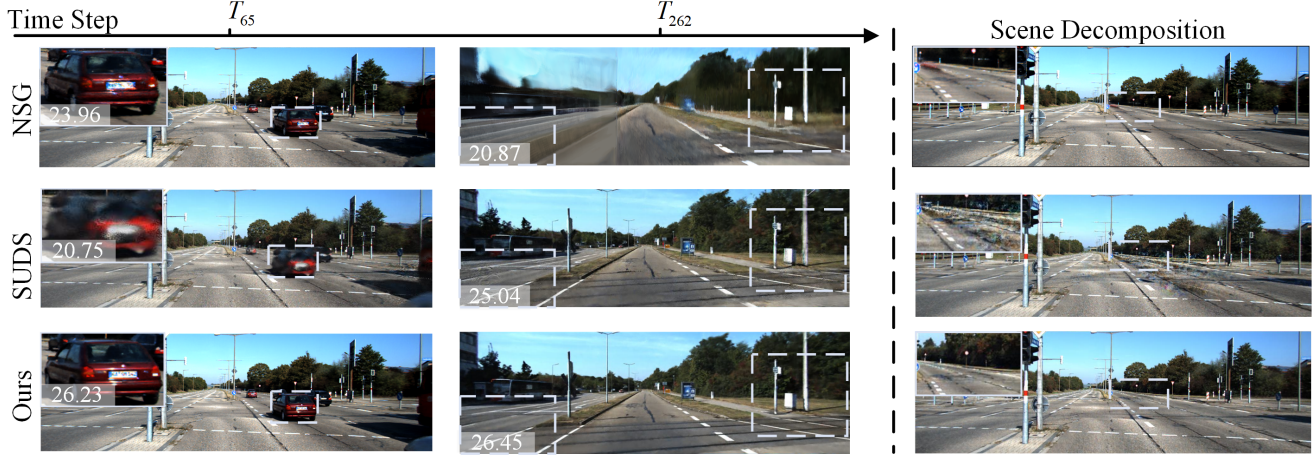 Time Step T65 T262 Scene Decomposition
NSG 23.96 20.87
SUDS 20.75 25.04
Ours 26.23 26.45